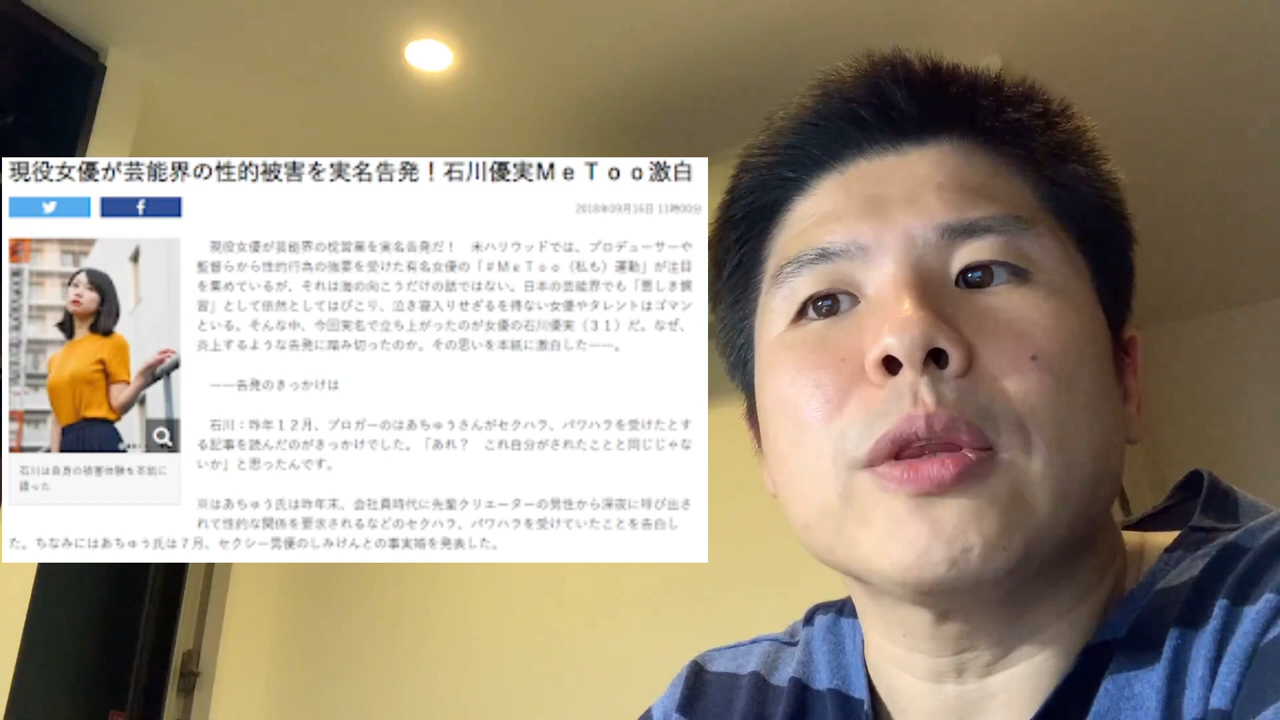 現役女優が芸能界の性的被害を実名告発！石川優実ＭｅＴｏｏ激白
2018年09月16日 11時00分
現役女優が芸能界の枕営業を実名告発だ！　米ハリウッドでは、プロデューサーや
監督らから性的行為の強要を受けた有名女優の「＃ＭｅＴｏｏ（私も）運動」が注目
を集めているが、それは海の向こうだけの話ではない。日本の芸能界でも「悪しき慣
習」として依然としてはびこり、泣き寝入りせざるを得ない女優やタレントはゴマン
といる。そんな中、今回実名で立ち上がったのが女優の石川優実（３１）だ。なぜ、
炎上するような告発に踏み切ったのか。その思いを本紙に激白した――。
――告発のきっかけは
石川：昨年１２月、ブロガーのはあちゅうさんがセクハラ、パワハラを受けたとす
る記事を読んだのがきっかけでした。「あれ？　これ自分がされたことと同じじゃな
いか」と思ったんです。
石川は自身の被害体験を本紙に
語った
※はあちゅう氏は昨年末、会社員時代に先輩クリエーターの男性から深夜に呼び出さ
れて性的な関係を要求されるなどのセクハラ、パワハラを受けていたことを告白し
た。ちなみにはあちゅう氏は７月、セクシー男優のしみけんとの事実婚を発表した。